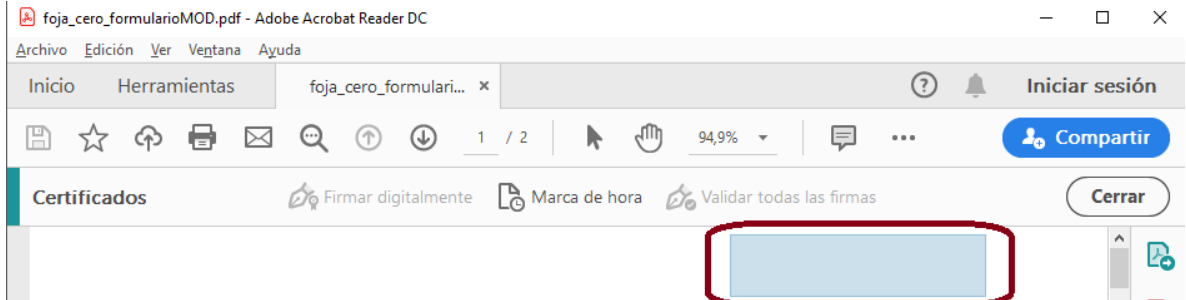 foja_cero_formularioMOD.pdf - Adobe Acrobat Reader DC
Archivo Edición Ver Ventana Ayuda
Inicio Herramientas foja_cero_formulari... × Iniciar sesión
1 / 2 94,9% Compartir
Certificados Firmar digitalmente Marca de hora Validar todas las firmas Cerrar